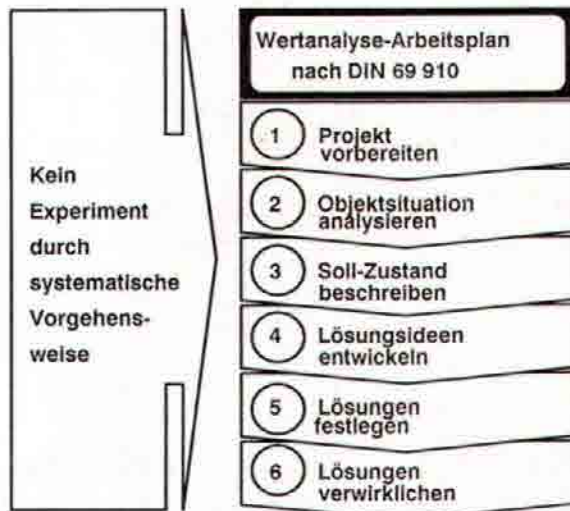 Kein
Experiment
durch
systematische
Vorgehens-
weise
Wertanalyse-Arbeitsplan
nach DIN 69 910
1 Projekt
vorbereiten
2 Objektsituation
analysieren
3 Soll-Zustand
beschreiben
4 Lösungsideen
entwickeln
5 Lösungen
festlegen
6 Lösungen
verwirklichen